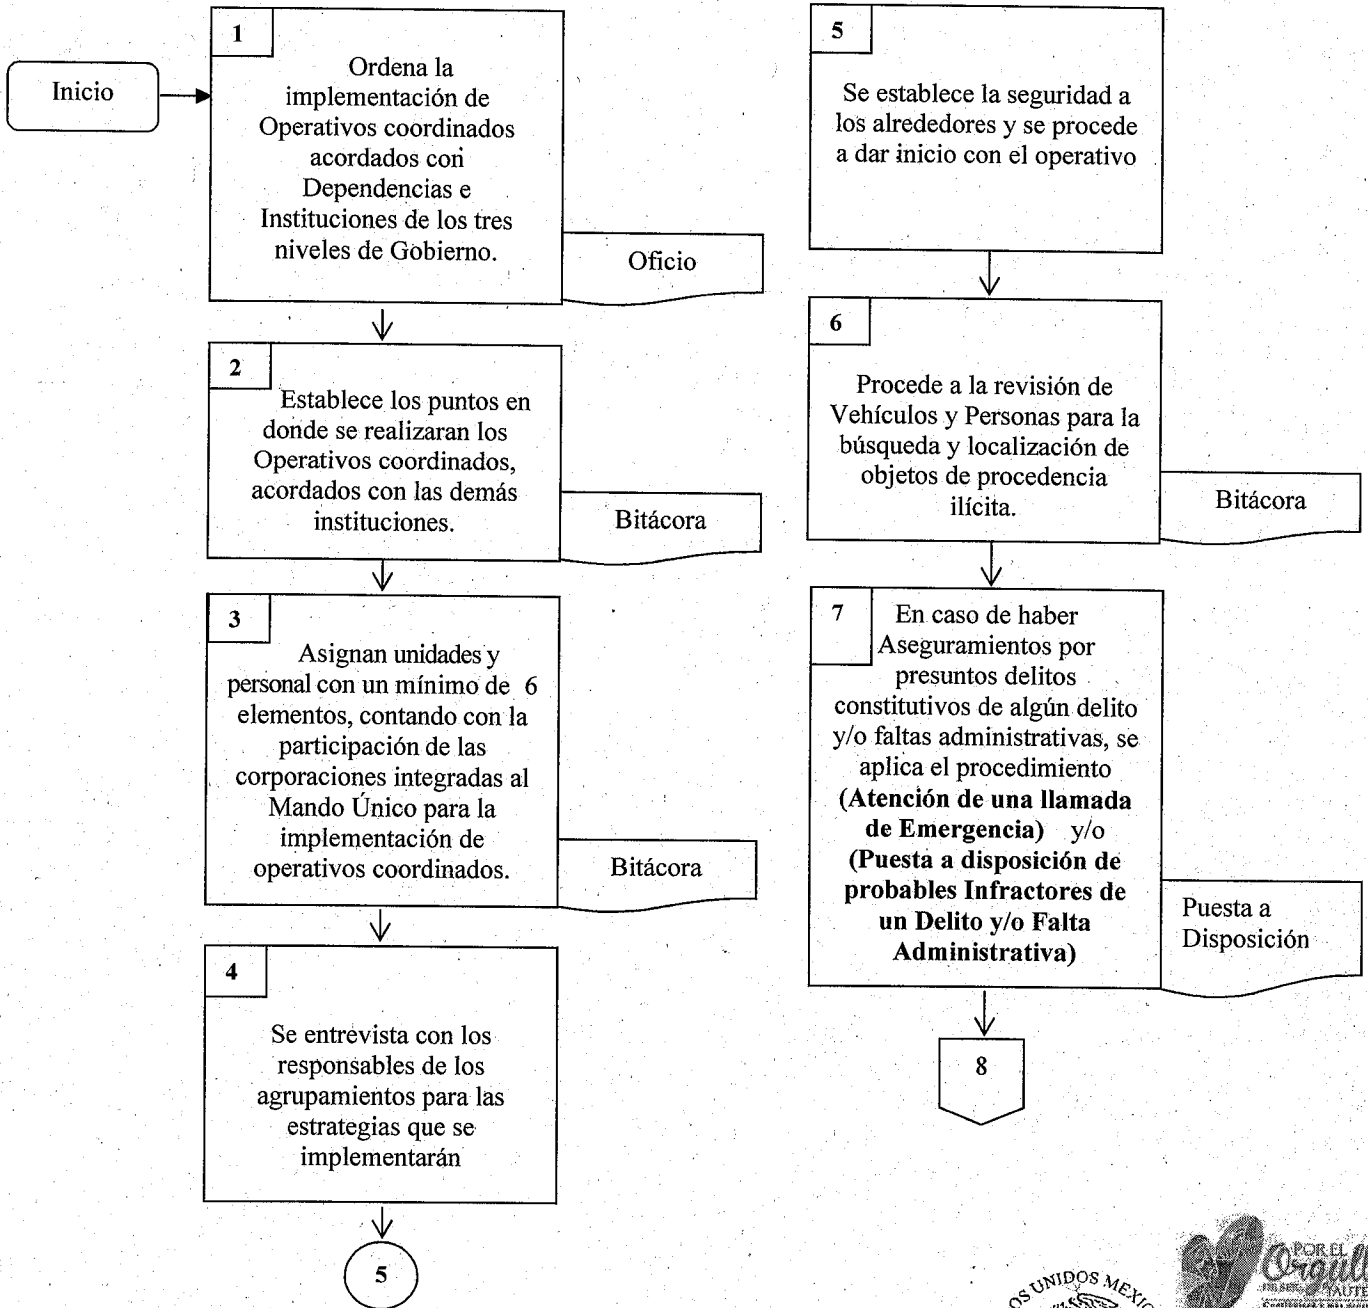 Inicio
1
Ordena la
implementación de
Operativos coordinados
acordados con
Dependencias e
Instituciones de los tres
niveles de Gobierno.
Oficio
2
Establece los puntos en
donde se realizaran los
Operativos coordinados,
acordados con las demás
instituciones.
Bitácora
3
Asignan unidades y
personal con un mínimo de 6
elementos, contando con la
participación de las
corporaciones integradas al
Mando Único para la
implementación de
operativos coordinados.
Bitácora
4
Se entrevista con los
responsables de los
agrupamientos para las
estrategias que se
implementarán
5
5
Se establece la seguridad a
los alrededores y se procede
a dar inicio con el operativo
6
Procede a la revisión de
Vehículos y Personas para la
búsqueda y localización de
objetos de procedencia
ilícita.
Bitácora
7
En caso de haber
Aseguramientos por
presuntos delitos
constitutivos de algún delito
y/o faltas administrativas, se
aplica el procedimiento
(Atención de una llamada
de Emergencia) y/o
(Puesta a disposición de
probables Infractores de
un Delito y/o Falta
Administrativa)
Puesta a
Disposición
8
UNIDOS
POR EL